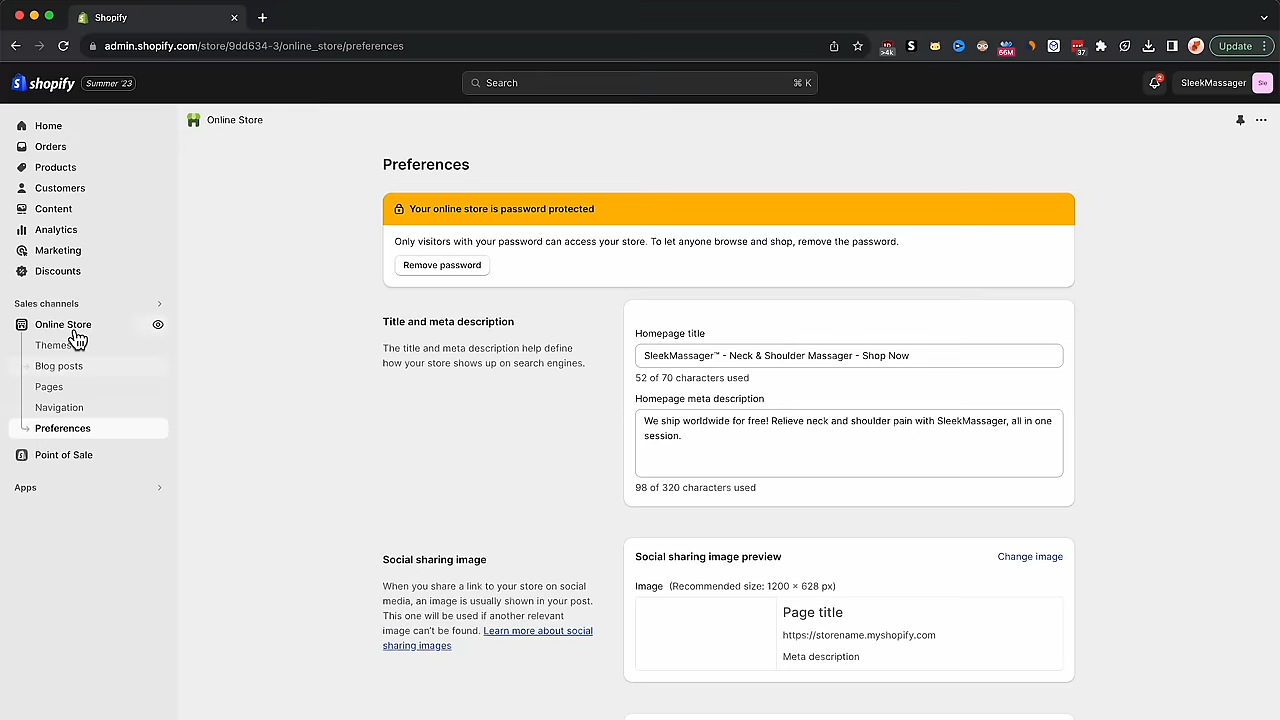 Shopify
admin.shopify.com/store/9dd634-3/online_store/preferences
>4k
S
66M
37
Update
shopify
Summer '23
Search
⌘ K
2
SleekMassager
Sle
Home
Orders
Products
Customers
Content
Analytics
Marketing
Discounts
Sales channels
Online Store
Themes
Blog posts
Pages
Navigation
Preferences
Point of Sale
Apps
Online Store
Preferences
Your online store is password protected
Only visitors with your password can access your store. To let anyone browse and shop, remove the password.
Remove password
Title and meta description
The title and meta description help define
how your store shows up on search engines.
Homepage title
SleekMassager™ - Neck & Shoulder Massager - Shop Now
52 of 70 characters used
Homepage meta description
We ship worldwide for free! Relieve neck and shoulder pain with SleekMassager, all in one
session.
98 of 320 characters used
Social sharing image
When you share a link to your store on social
media, an image is usually shown in your post.
This one will be used if another relevant
image can't be found. Learn more about social
sharing images
Social sharing image preview
Change image
Image (Recommended size: 1200 × 628 px)
Page title
https://storename.myshopify.com
Meta description